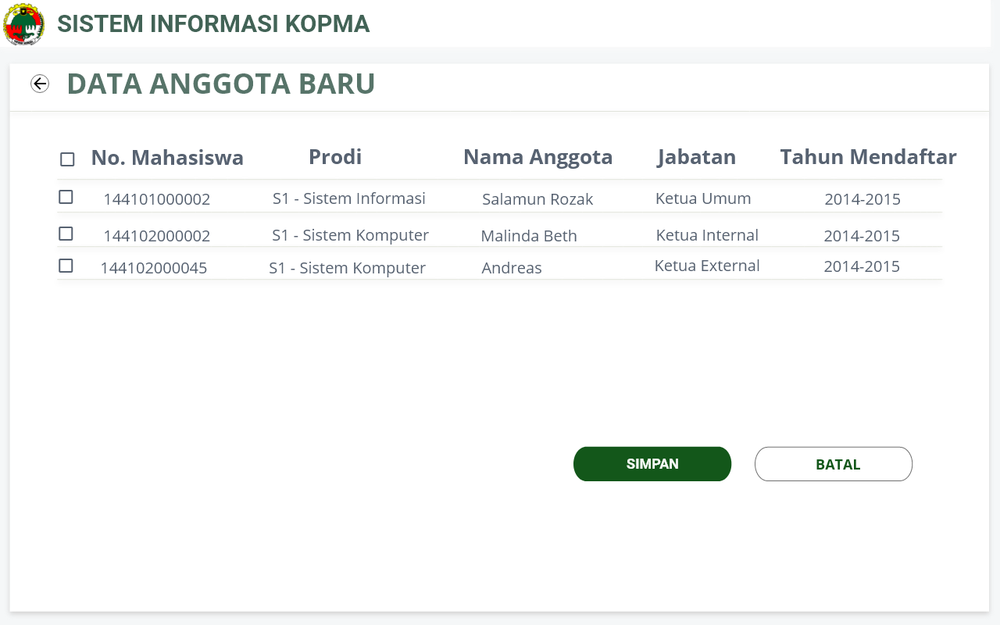 SISTEM INFORMASI KOPMA
DATA ANGGOTA BARU
No. Mahasiswa Prodi Nama Anggota Jabatan Tahun Mendaftar
144101000002 S1 - Sistem Informasi Salamun Rozak Ketua Umum 2014-2015
144102000002 S1 - Sistem Komputer Malinda Beth Ketua Internal 2014-2015
144102000045 S1 - Sistem Komputer Andreas Ketua External 2014-2015
SIMPAN BATAL